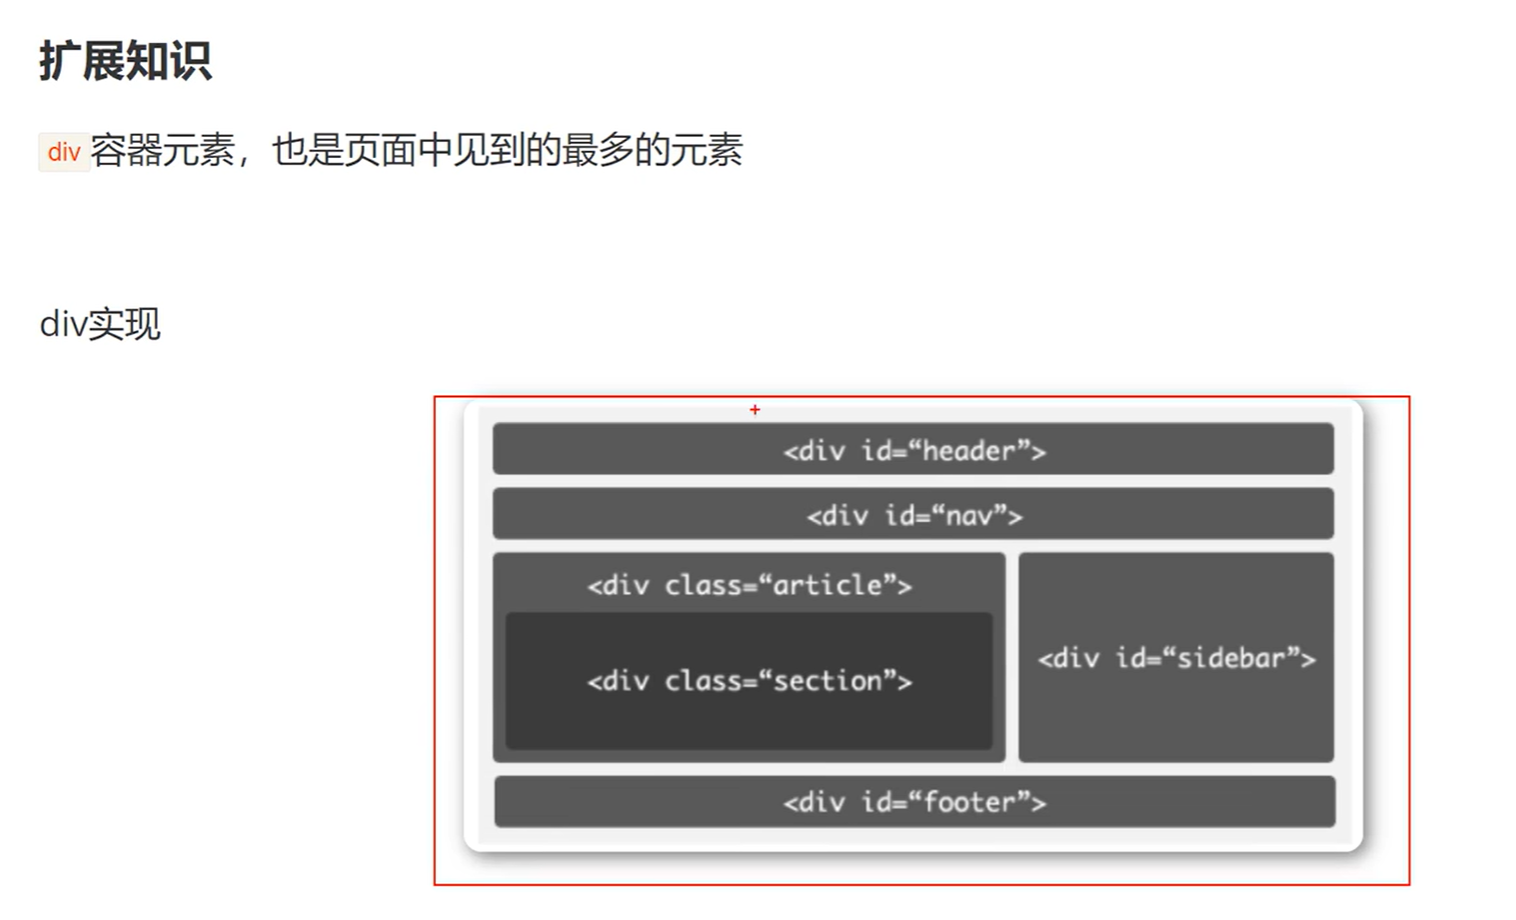 扩展知识
div容器元素，也是页面中见到的最多的元素
div实现
<div id=“header”>
<div id=“nav”>
<div class=“article”>
<div class=“section”>
<div id=“sidebar”>
<div id=“footer”>